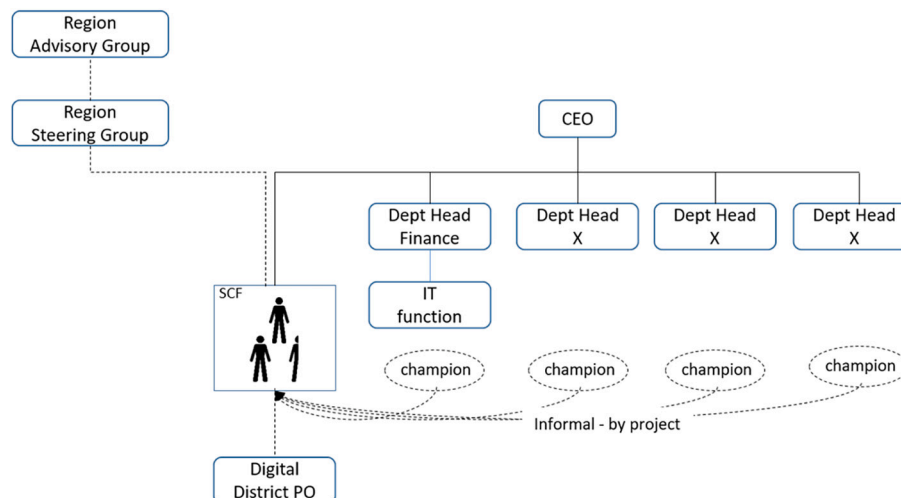 Region
Advisory Group
Region
Steering Group
CEO
Dept Head
Finance
Dept Head
X
Dept Head
X
Dept Head
X
SCF
IT
function
champion
champion
champion
champion
Informal - by project
Digital
District PO